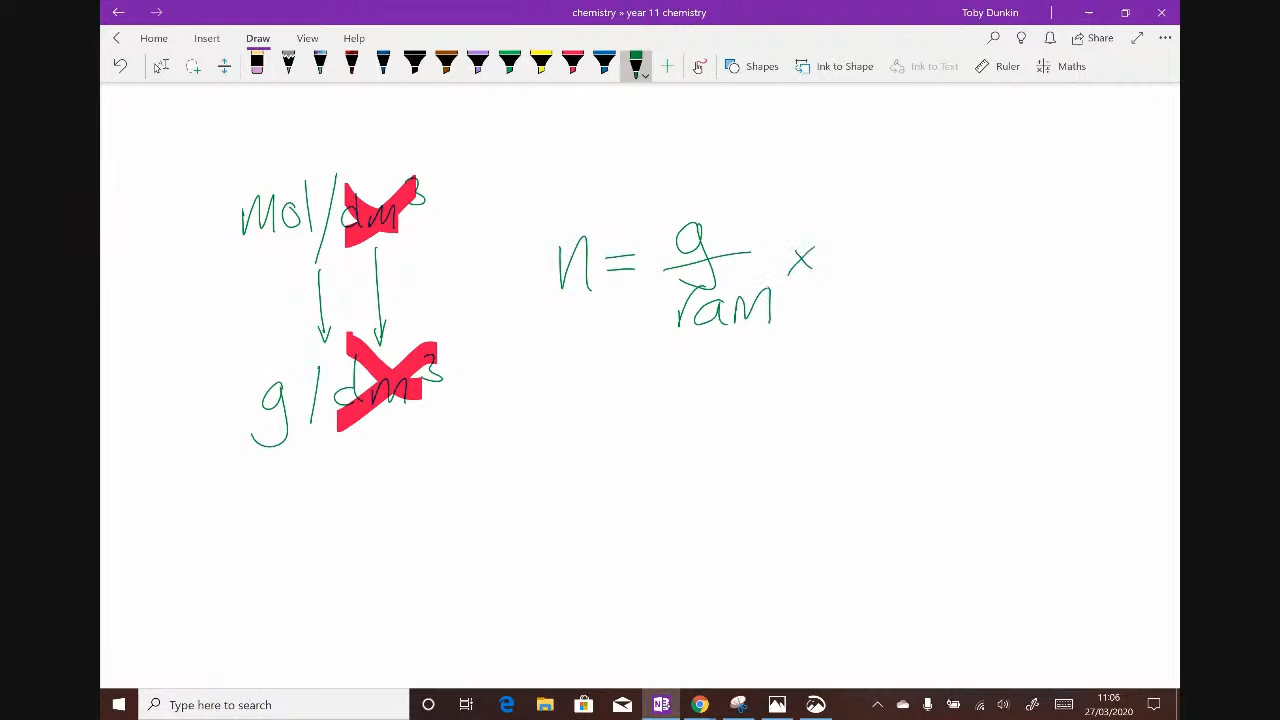 chemistry » year 11 chemistry
Toby Dunkin
Home Insert Draw View Help
Share
Shapes Ink to Shape Ink to Text Ruler Maths
mol/dm³
n = g/ram ×
g/dm³
Type here to search
11:06
27/03/2020